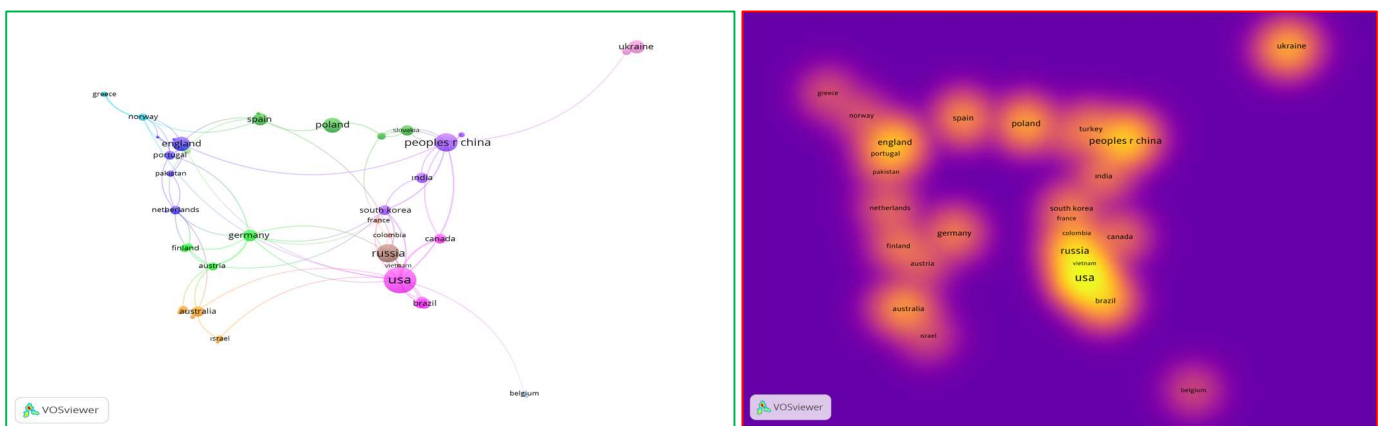 ukraine
greece
norway
spain
poland
slovakia
england
peoples r china
portugal
pakistan
india
netherlands
south korea
france
germany
colombia
canada
finland
russia
austria
vietnam
usa
brazil
australia
israel
belgium
VOSviewer
ukraine
greece
norway
spain
poland
turkey
england
peoples r china
portugal
pakistan
india
netherlands
south korea
france
colombia
germany
canada
finland
russia
austria
vietnam
usa
brazil
australia
israel
belgium
VOSviewer